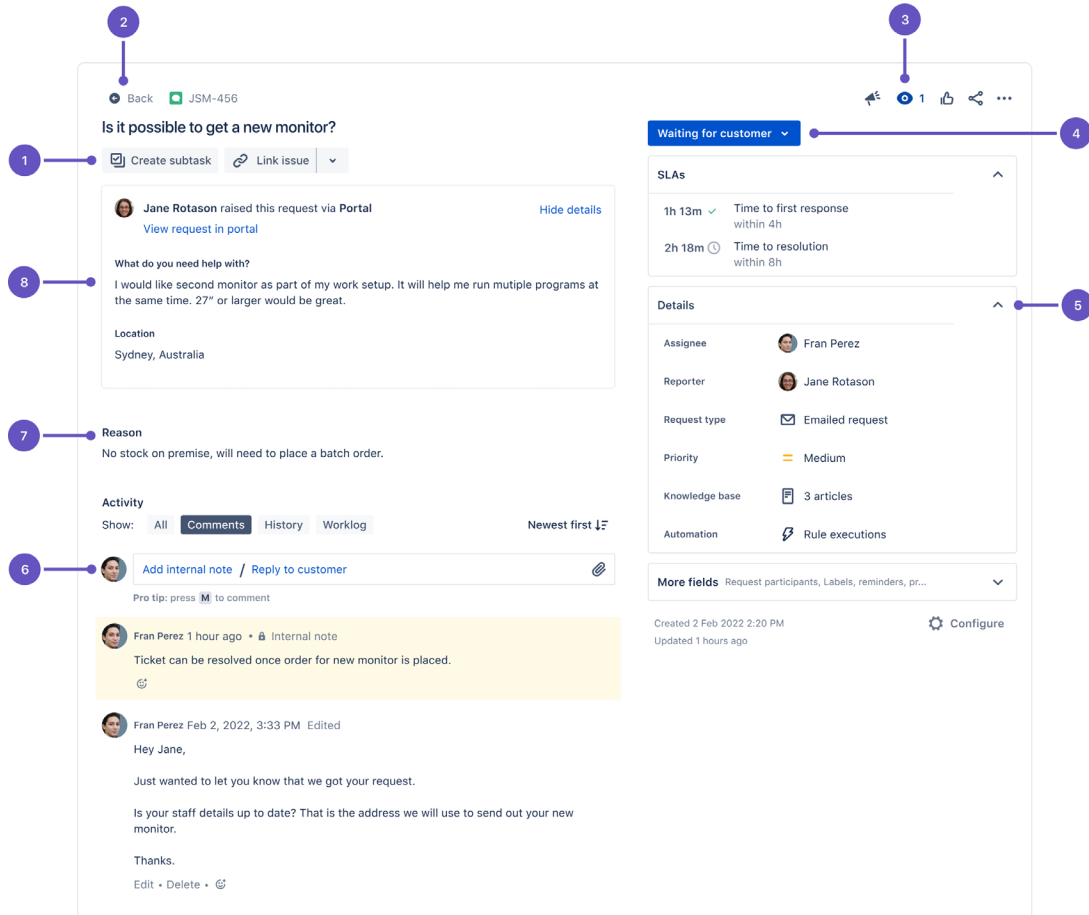 2
3
Back JSM-456
1
Is it possible to get a new monitor?
Waiting for customer
4
1
Create subtask Link issue
SLAs
1h 13m Time to first response
within 4h
2h 18m Time to resolution
within 8h
Jane Rotason raised this request via Portal Hide details
View request in portal
8
What do you need help with?
I would like second monitor as part of my work setup. It will help me run mutiple programs at
the same time. 27” or larger would be great.
Location
Sydney, Australia
Details
5
Assignee Fran Perez
Reporter Jane Rotason
Request type Emailed request
Priority Medium
Knowledge base 3 articles
Automation Rule executions
7
Reason
No stock on premise, will need to place a batch order.
Activity
Show: All Comments History Worklog Newest first
6
Add internal note / Reply to customer
Pro tip: press M to comment
More fields Request participants, Labels, reminders, pr...
Created 2 Feb 2022 2:20 PM Configure
Updated 1 hours ago
Fran Perez 1 hour ago • Internal note
Ticket can be resolved once order for new monitor is placed.
Fran Perez Feb 2, 2022, 3:33 PM Edited
Hey Jane,
Just wanted to let you know that we got your request.
Is your staff details up to date? That is the address we will use to send out your new
monitor.
Thanks.
Edit • Delete •